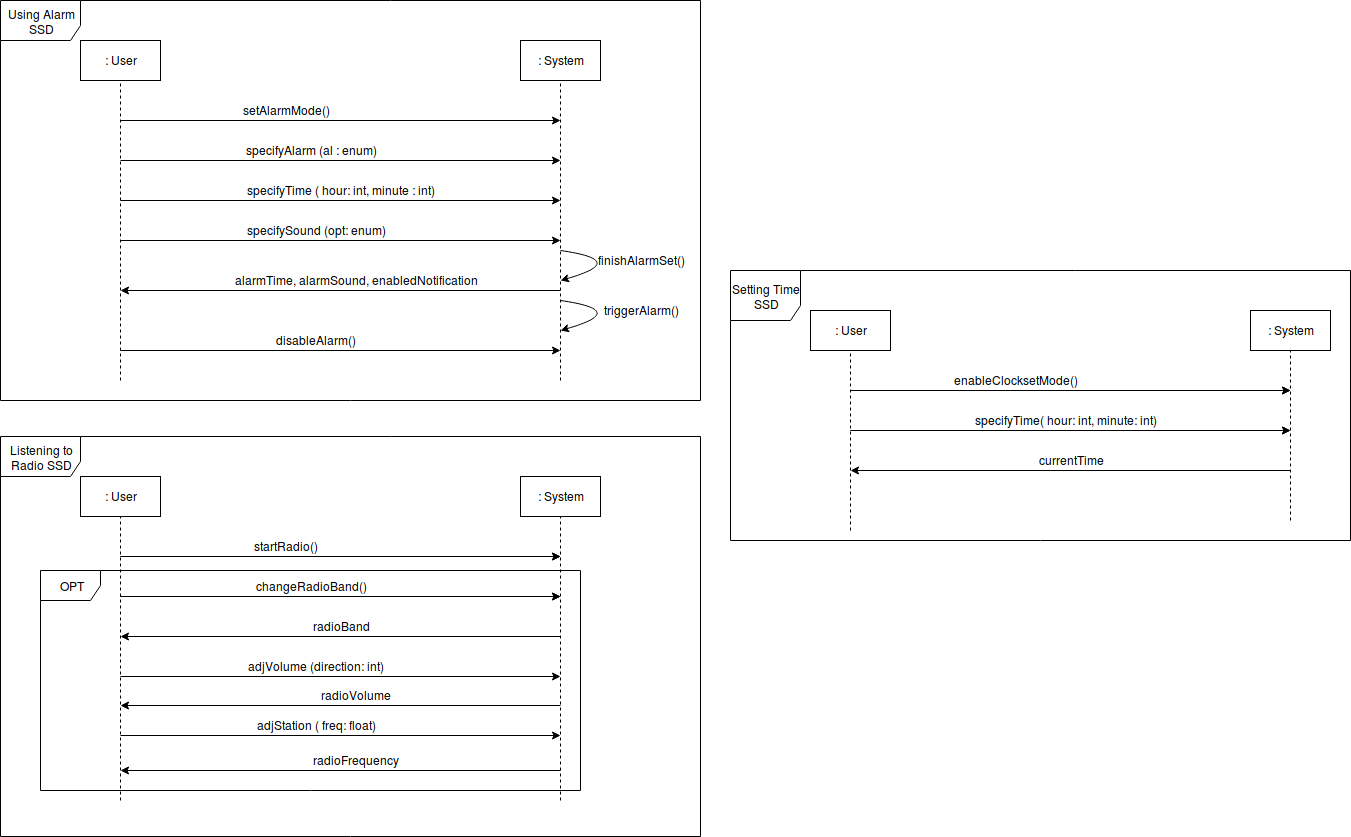 Using Alarm
SSD
: User
: System
setAlarmMode()
specifyAlarm (al : enum)
specifyTime ( hour: int, minute : int)
specifySound (opt: enum)
finishAlarmSet()
alarmTime, alarmSound, enabledNotification
triggerAlarm()
disableAlarm()
Setting Time
SSD
: User
: System
enableClocksetMode()
specifyTime( hour: int, minute: int)
currentTime
Listening to
Radio SSD
: User
: System
startRadio()
OPT
changeRadioBand()
radioBand
adjVolume (direction: int)
radioVolume
adjStation ( freq: float)
radioFrequency